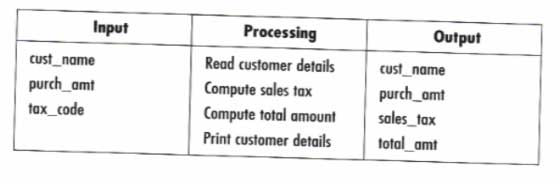 Input Processing Output
cust_name Read customer details cust_name
purch_amt Compute sales tax purch_amt
tax_code Compute total amount sales_tax
Print customer details total_amt